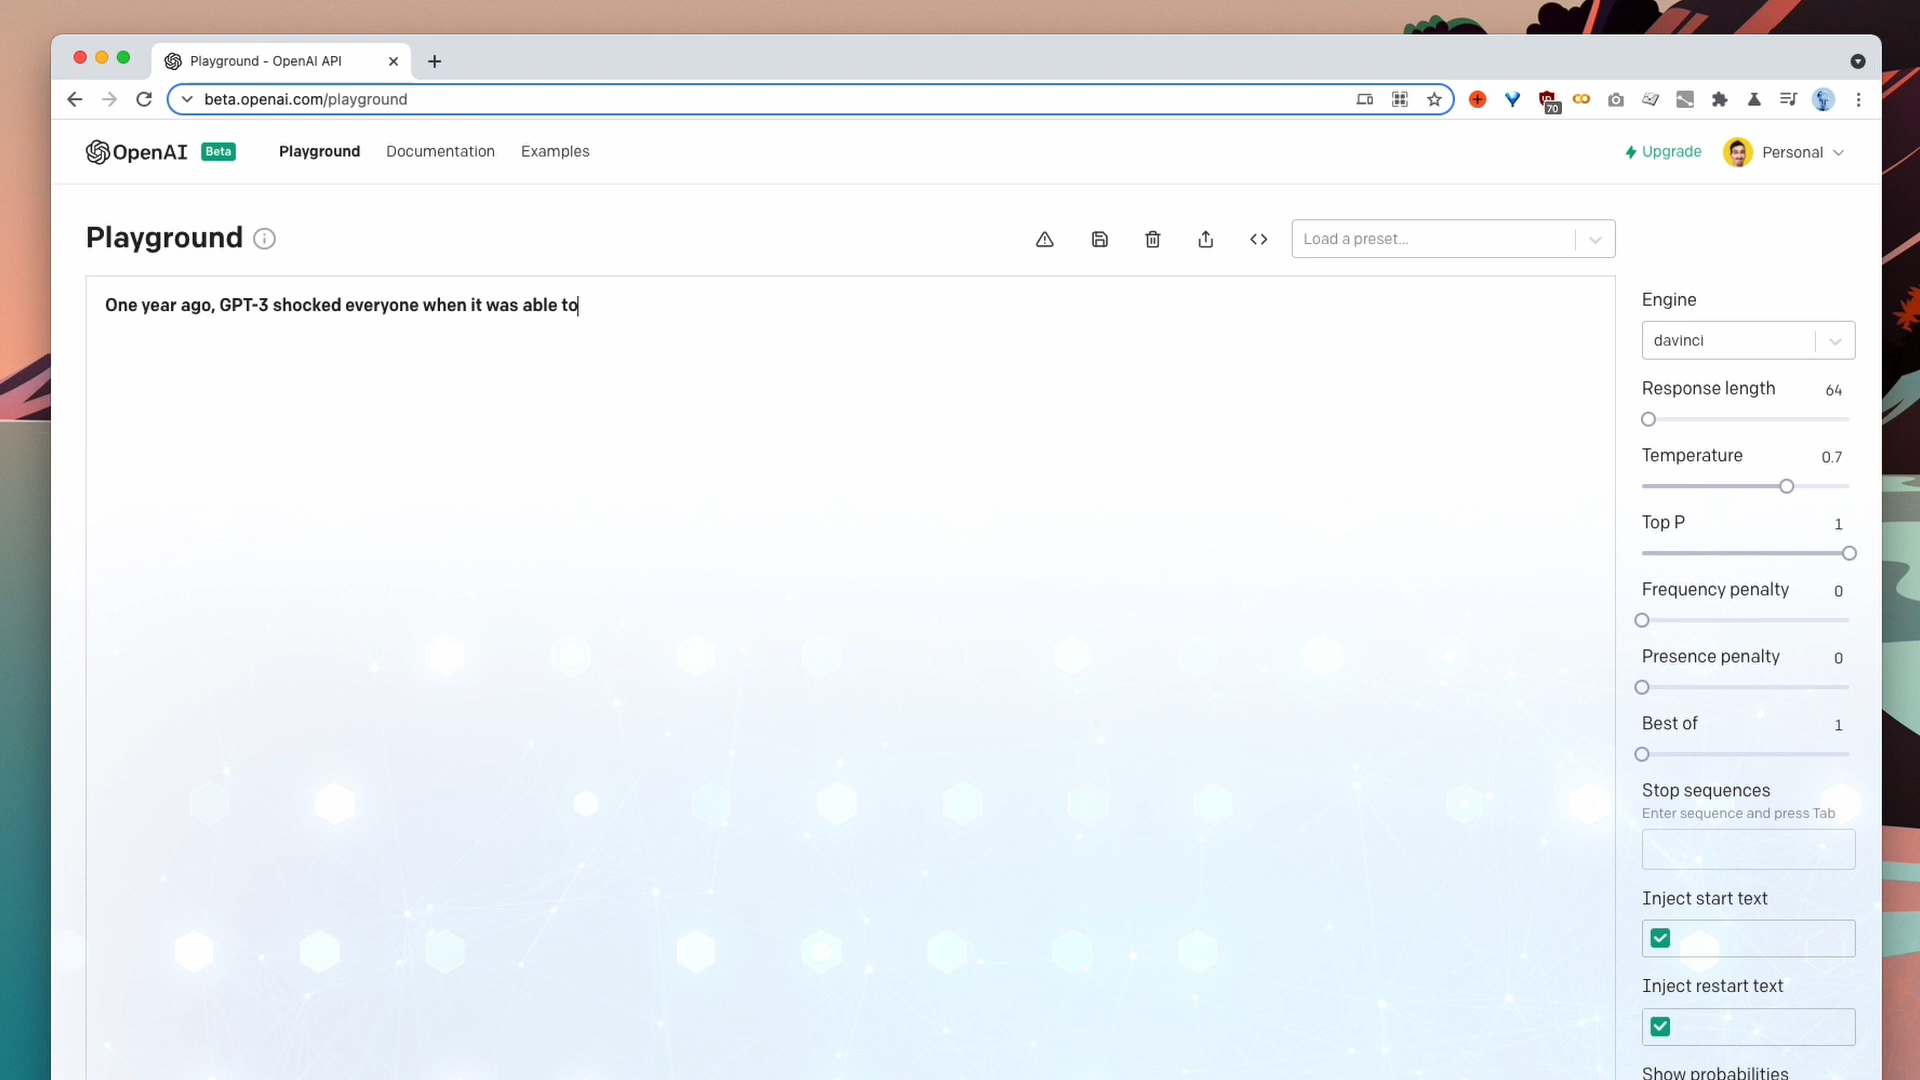 Playground - OpenAI API
beta.openai.com/playground
70
OpenAI Beta Playground Documentation Examples Upgrade Personal
Playground
Load a preset...
One year ago, GPT-3 shocked everyone when it was able to
Engine
davinci
Response length 64
Temperature 0.7
Top P 1
Frequency penalty 0
Presence penalty 0
Best of 1
Stop sequences
Enter sequence and press Tab
Inject start text
Inject restart text
Show probabilities